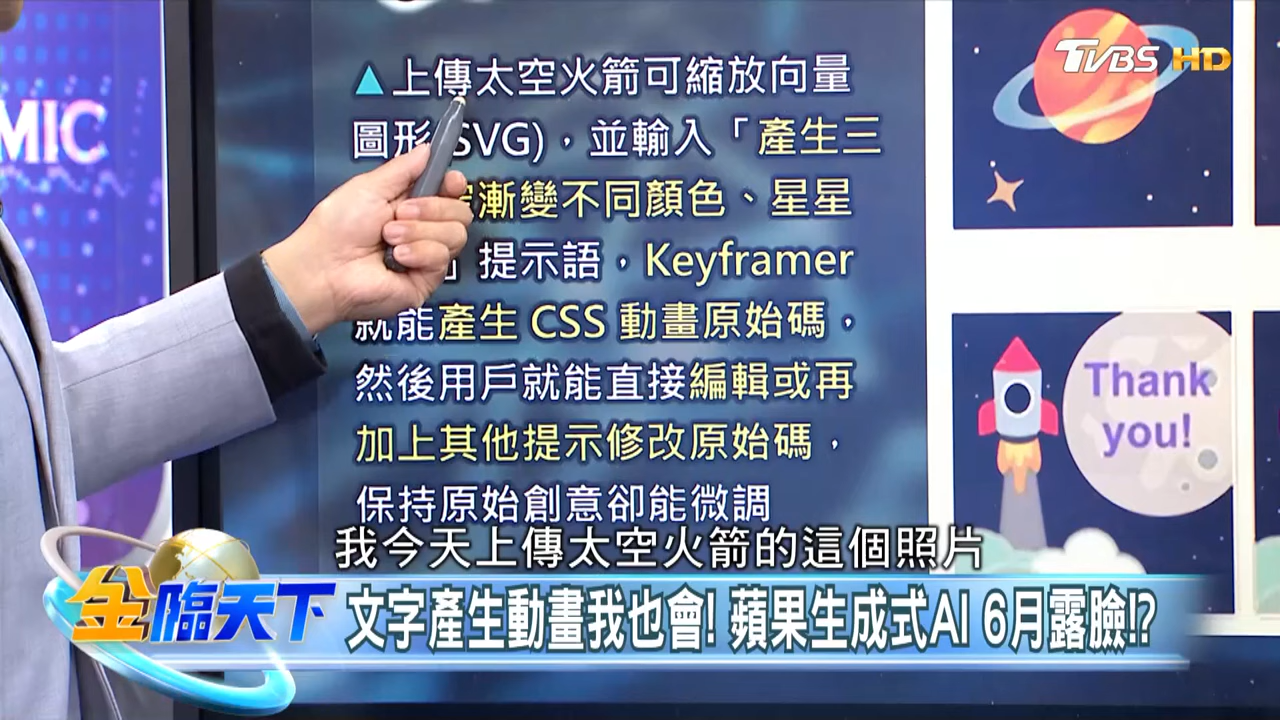 TVBS HD
MIC
▲上傳太空火箭可縮放向量
圖形(SVG),並輸入「產生三
漸變不同顏色、星星
」提示語,Keyframer
就能產生 CSS 動畫原始碼,
然後用戶就能直接編輯或再
加上其他提示修改原始碼,
保持原始創意卻能微調
Thank
you!
我今天上傳太空火箭的這個照片
金臨天下
文字產生動畫我也會! 蘋果生成式AI 6月露臉!?